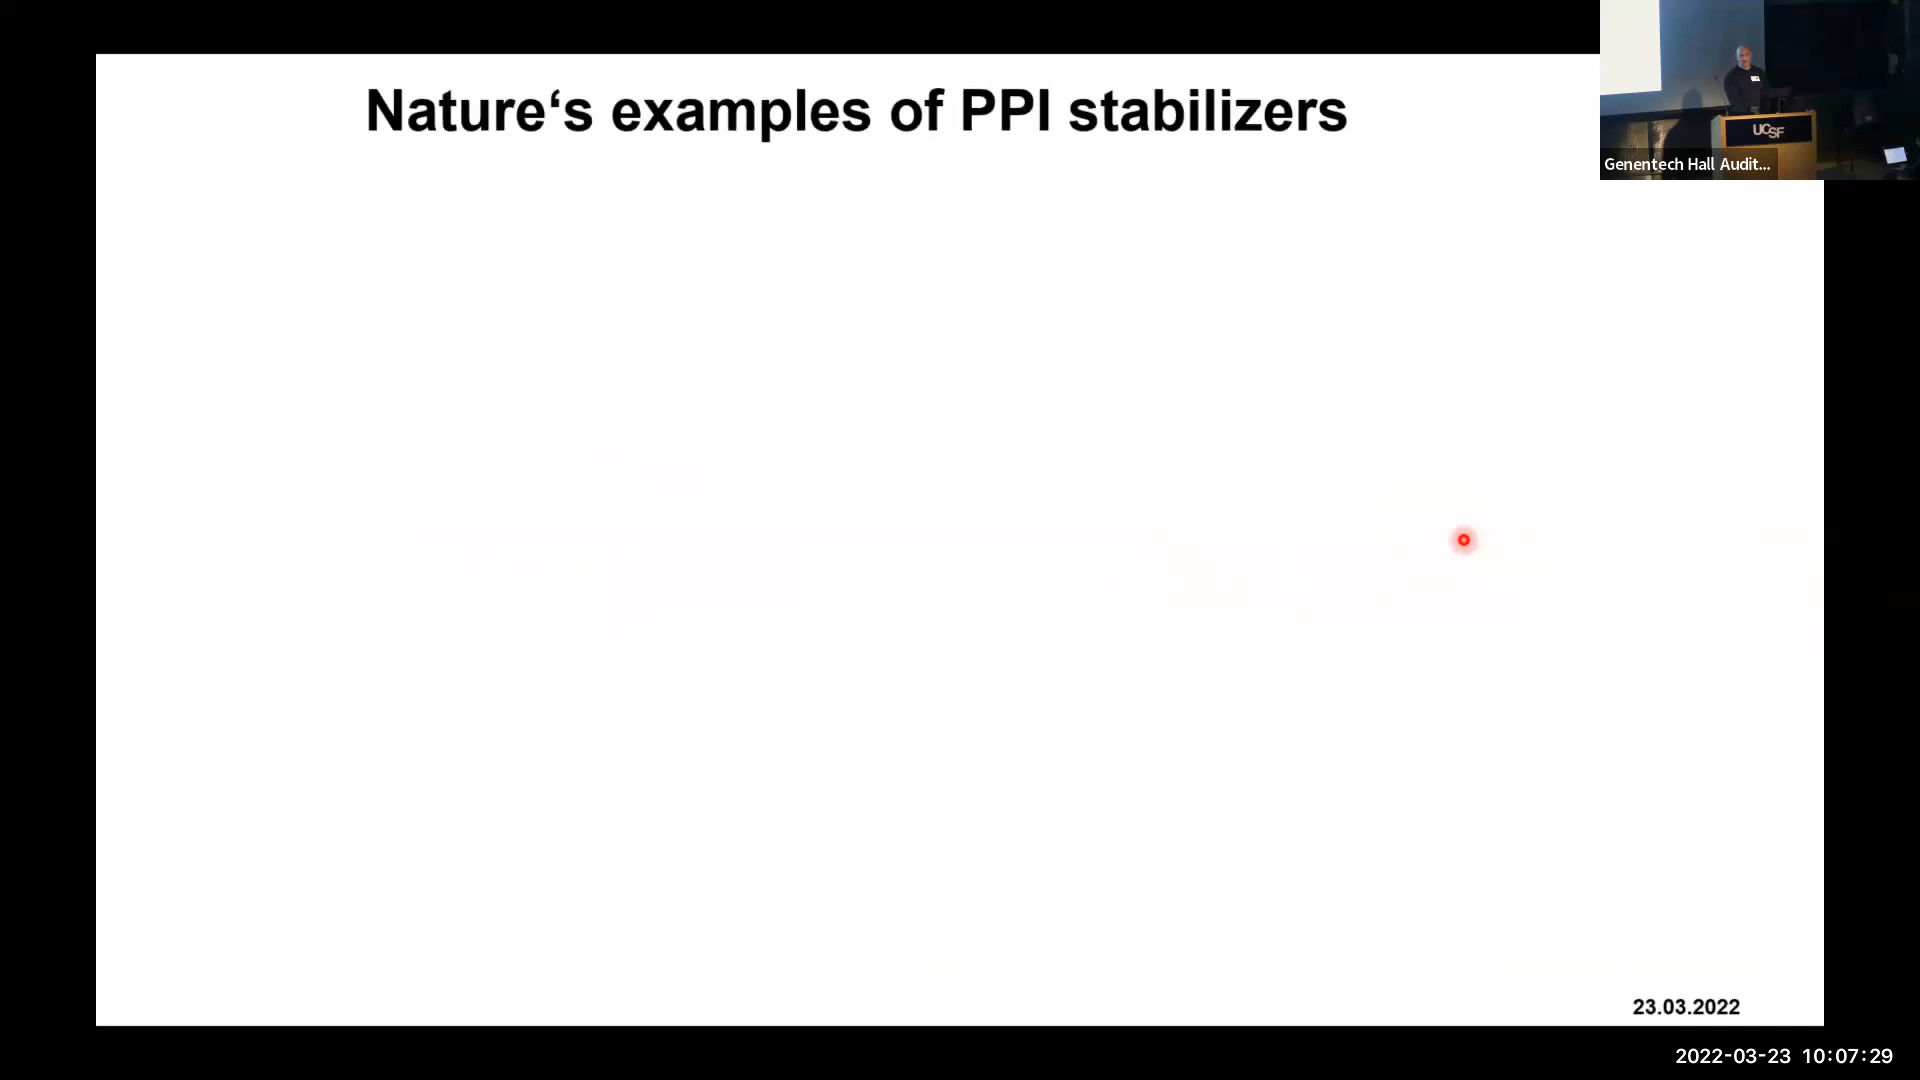 Nature‘s examples of PPI stabilizers
UCSF
Genentech Hall Audit...
23.03.2022
2022-03-23 10:07:29